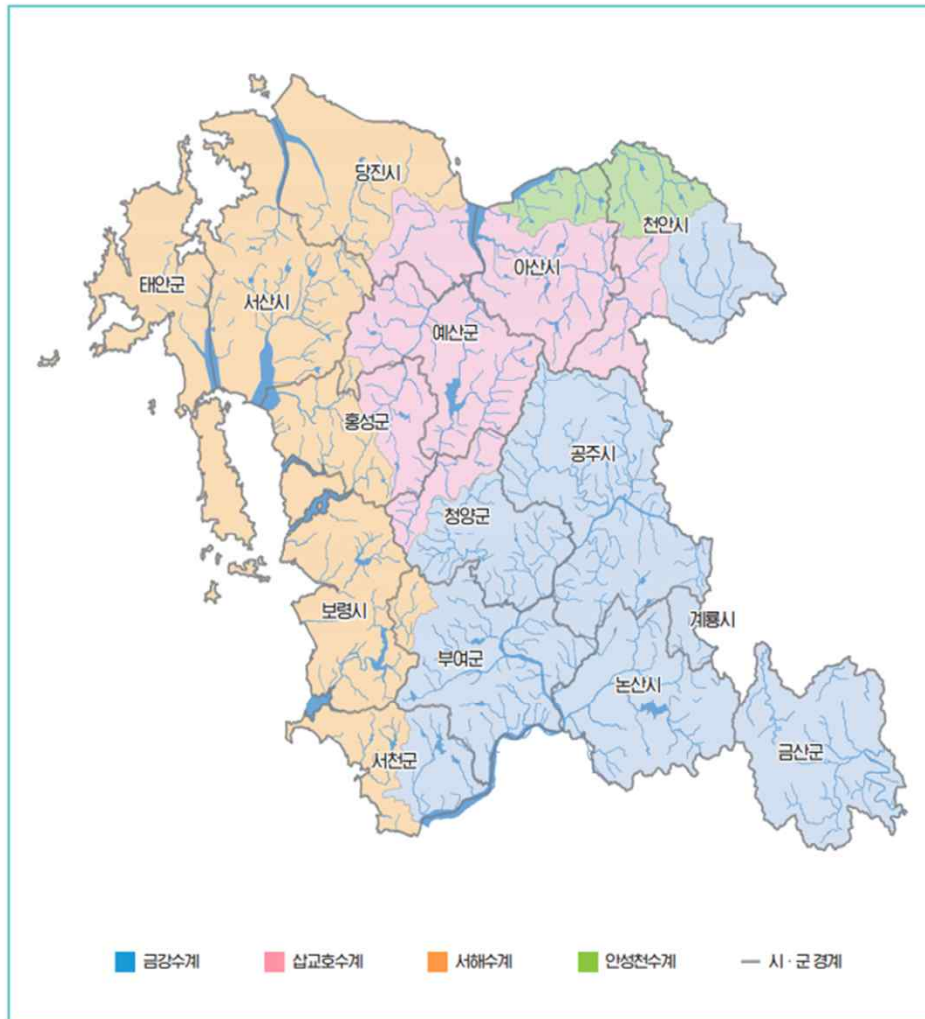 당진시
천안시
아산시
태안군
서산시
예산군
홍성군
공주시
청양군
보령시
계룡시
부여군
논산시
금산군
서천군
금강수계
삽교호수계
서해수계
안성천수계
시 · 군 경계